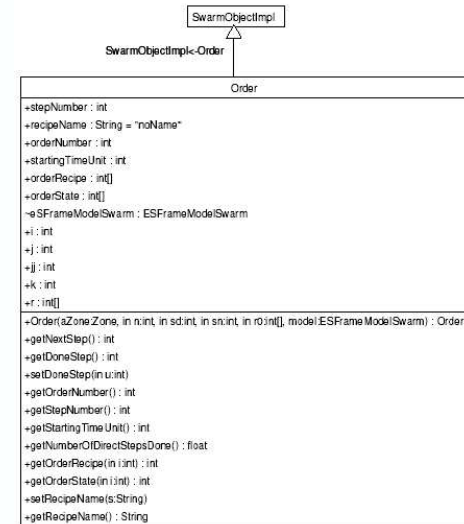 SwarmObjectImpl
SwarmObjectImpl<-Order
Order
+stepNumber : int
+recipeName : String = "noName"
+orderNumber : int
+startingTimeUnit : int
+orderRecipe : int[]
+orderState : int[]
~eSFrameModelSwarm : ESFrameModelSwarm
+i : int
+j : int
+jj : int
+k : int
+r : int[]
+Order(aZone:Zone, in n:int, in sd:int, in sn:int, in r0:int[], model:ESFrameModelSwarm) : Order
+getNextStep() : int
+getDoneStep() : int
+setDoneStep(in u:int)
+getOrderNumber() : int
+getStepNumber() : int
+getStartingTimeUnit() : int
+getNumberOfDirectStepsDone() : float
+getOrderRecipe(in i:int) : int
+getOrderState(in i:int) : int
+setRecipeName(s:String)
+getRecipeName() : String